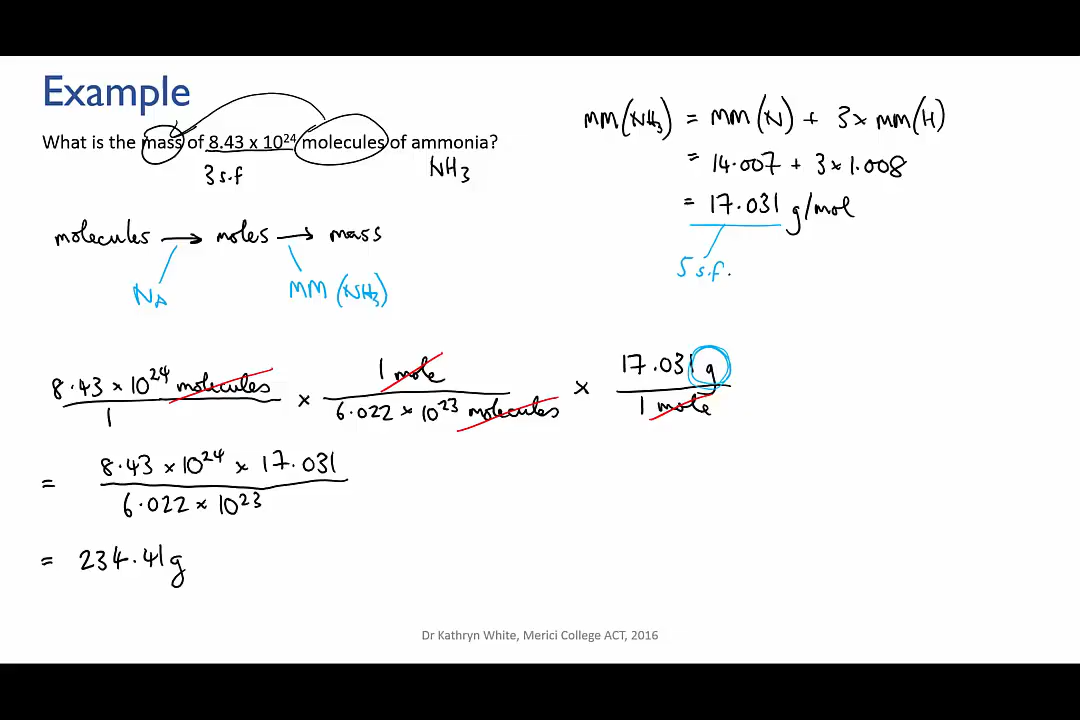 Example
What is the mass of 8.43 x 10²⁴ molecules of ammonia?
3 s.f
NH₃
molecules → moles → mass
NA
MM (NH₃)
MM(NH₃) = MM(N) + 3× MM(H)
= 14.007 + 3×1.008
= 17.031 g/mol
5 s.f.
8.43 × 10²⁴ molecules × 1 mole × 17.031 g
1 6.022 × 10²³ molecules 1 mole
= 8.43 × 10²⁴ × 17.031
6.022 × 10²³
= 234.41g
Dr Kathryn White, Merici College ACT, 2016